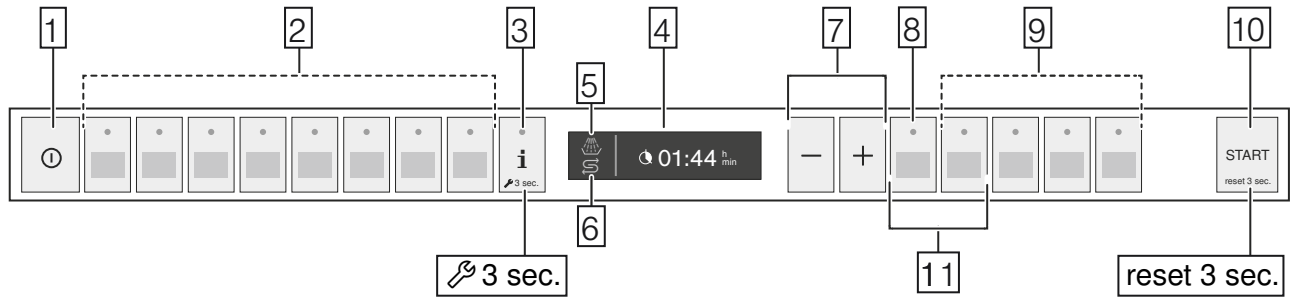 1 2 3 4 7 8 9 10
5
01:44 h min
i
3 sec.
− +
START
reset 3 sec.
6
11
3 sec.
reset 3 sec.